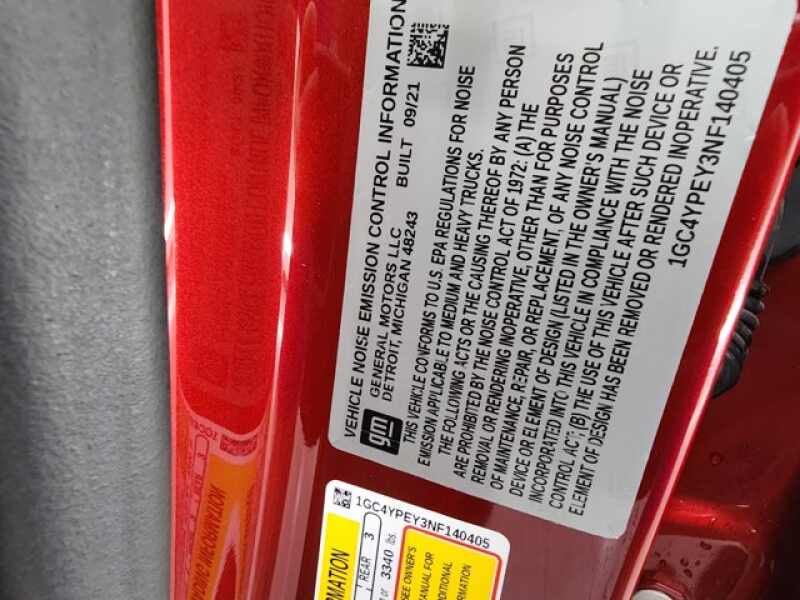 VEHICLE NOISE EMISSION CONTROL INFORMATION
gm
GENERAL MOTORS LLC
DETROIT, MICHIGAN 48243
BUILT 09/21
THIS VEHICLE CONFORMS TO U.S. EPA REGULATIONS FOR NOISE
EMISSION APPLICABLE TO MEDIUM AND HEAVY TRUCKS.
THE FOLLOWING ACTS OR THE CAUSING THEREOF BY ANY PERSON
ARE PROHIBITED BY THE NOISE CONTROL ACT OF 1972: (A) THE
REMOVAL OR RENDERING INOPERATIVE, OTHER THAN FOR PURPOSES
OF MAINTENANCE, REPAIR, OR REPLACEMENT, OF ANY NOISE CONTROL
DEVICE OR ELEMENT OF DESIGN (LISTED IN THE OWNER'S MANUAL)
INCORPORATED INTO THIS VEHICLE IN COMPLIANCE WITH THE NOISE
CONTROL ACT; (B) THE USE OF THIS VEHICLE AFTER SUCH DEVICE OR
ELEMENT OF DESIGN HAS BEEN REMOVED OR RENDERED INOPERATIVE.
1GC4YPEY3NF140405
1GC4YPEY3NF140405
RMATION
REAR 3
or 3340 lbs.
SEE OWNER'S
MANUAL FOR
DDITIONAL
ORMATION